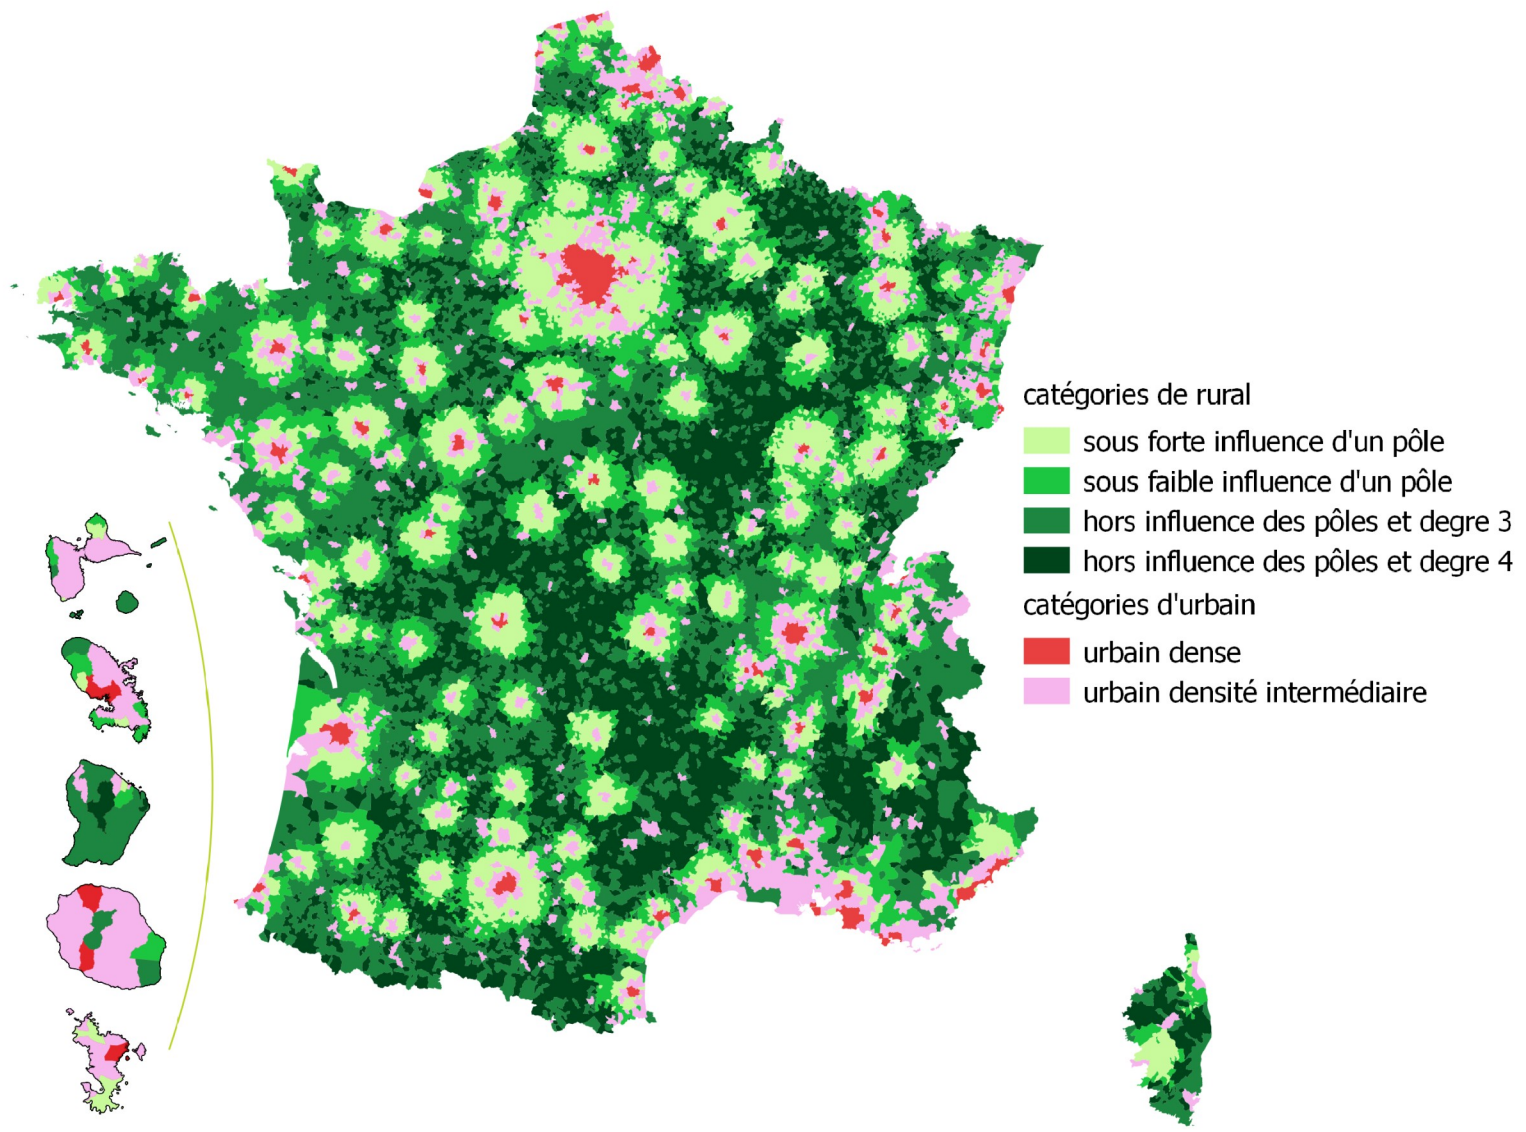 catégories de rural
sous forte influence d'un pôle
sous faible influence d'un pôle
hors influence des pôles et degre 3
hors influence des pôles et degre 4
catégories d'urbain
urbain dense
urbain densité intermédiaire